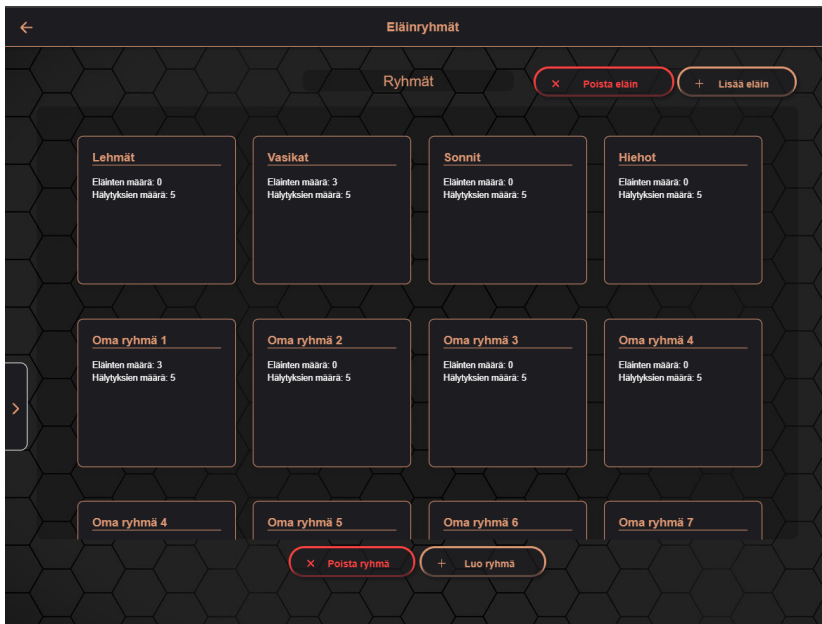 Eläinryhmät
Ryhmät
Poista eläin
Lisää eläin
Lehmät
Eläinten määrä: 0
Hälytyksien määrä: 5
Vasikat
Eläinten määrä: 3
Hälytyksien määrä: 5
Sonnit
Eläinten määrä: 0
Hälytyksien määrä: 5
Hiehot
Eläinten määrä: 0
Hälytyksien määrä: 5
Oma ryhmä 1
Eläinten määrä: 3
Hälytyksien määrä: 5
Oma ryhmä 2
Eläinten määrä: 0
Hälytyksien määrä: 5
Oma ryhmä 3
Eläinten määrä: 0
Hälytyksien määrä: 5
Oma ryhmä 4
Eläinten määrä: 0
Hälytyksien määrä: 5
Oma ryhmä 4
Oma ryhmä 5
Oma ryhmä 6
Oma ryhmä 7
Poista ryhmä
Luo ryhmä